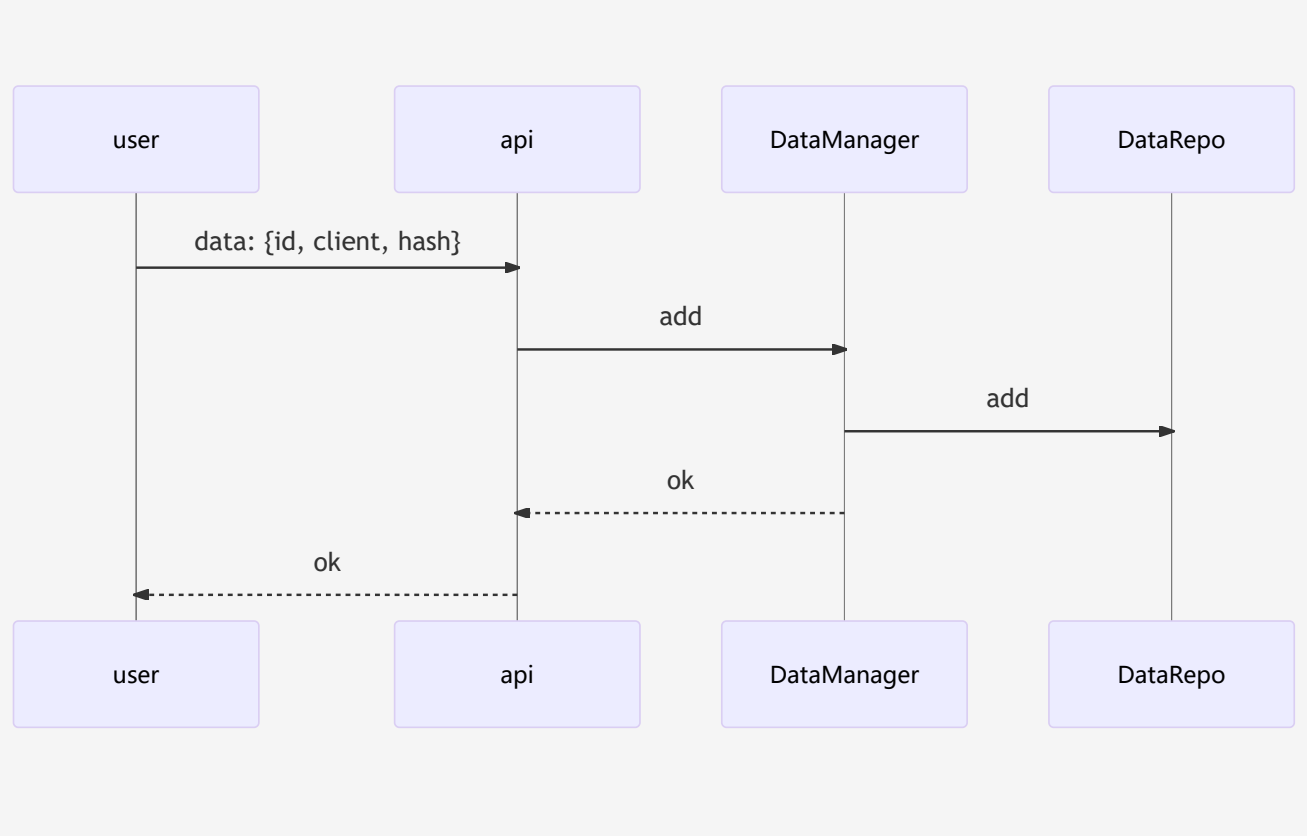 user
api
DataManager
DataRepo
data: {id, client, hash}
add
add
ok
ok
user
api
DataManager
DataRepo